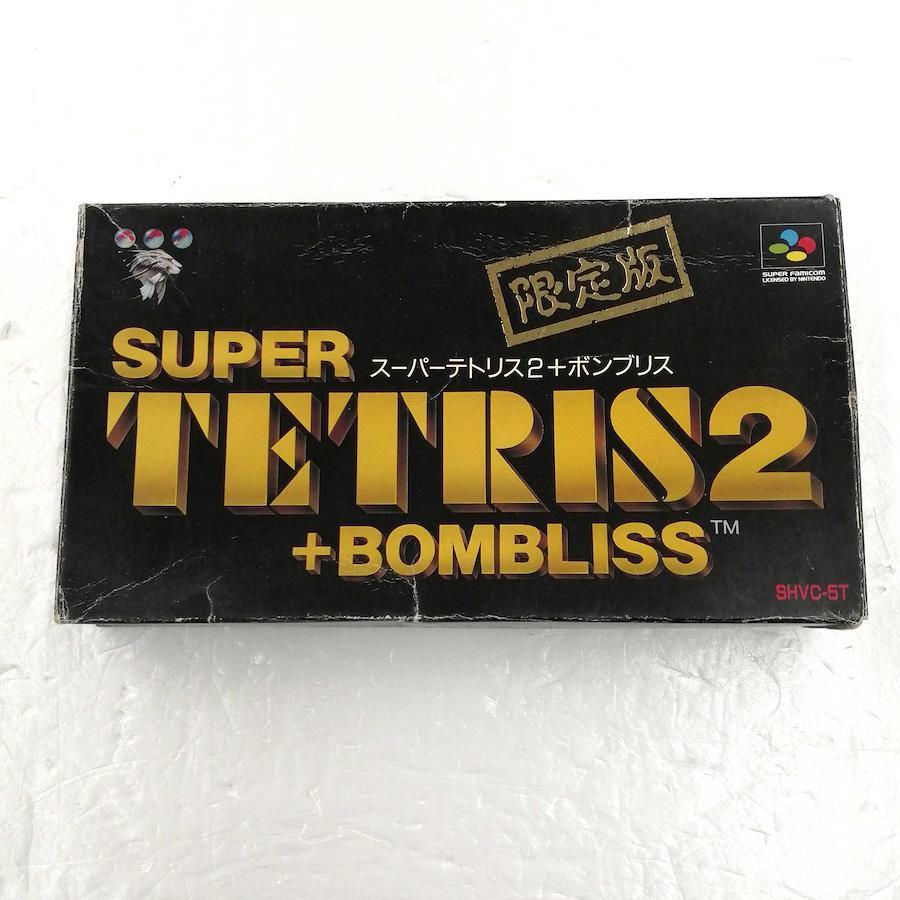 限定版
SUPER FAMICOM
LICENSED BY NINTENDO
SUPER
スーパーテトリス2+ボンブリス
TETRIS2
+BOMBLISS™
SHVC-5T